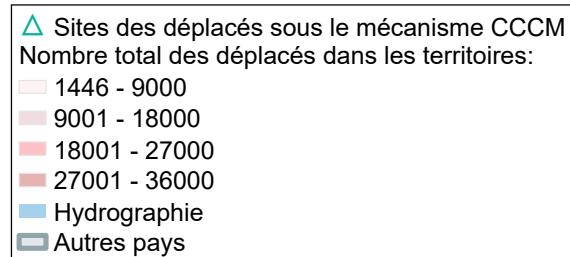 Sites des déplacés sous le mécanisme CCCM
Nombre total des déplacés dans les territoires:
1446 - 9000
9001 - 18000
18001 - 27000
27001 - 36000
Hydrographie
Autres pays